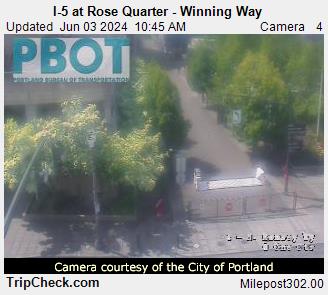 I-5 at Rose Quarter - Winning Way
Updated Jun 03 2024 10:45 AM Camera 4
PBOT
PORTLAND BUREAU OF TRANSPORTATION
Camera courtesy of the City of Portland
TripCheck.com Milepost302.00